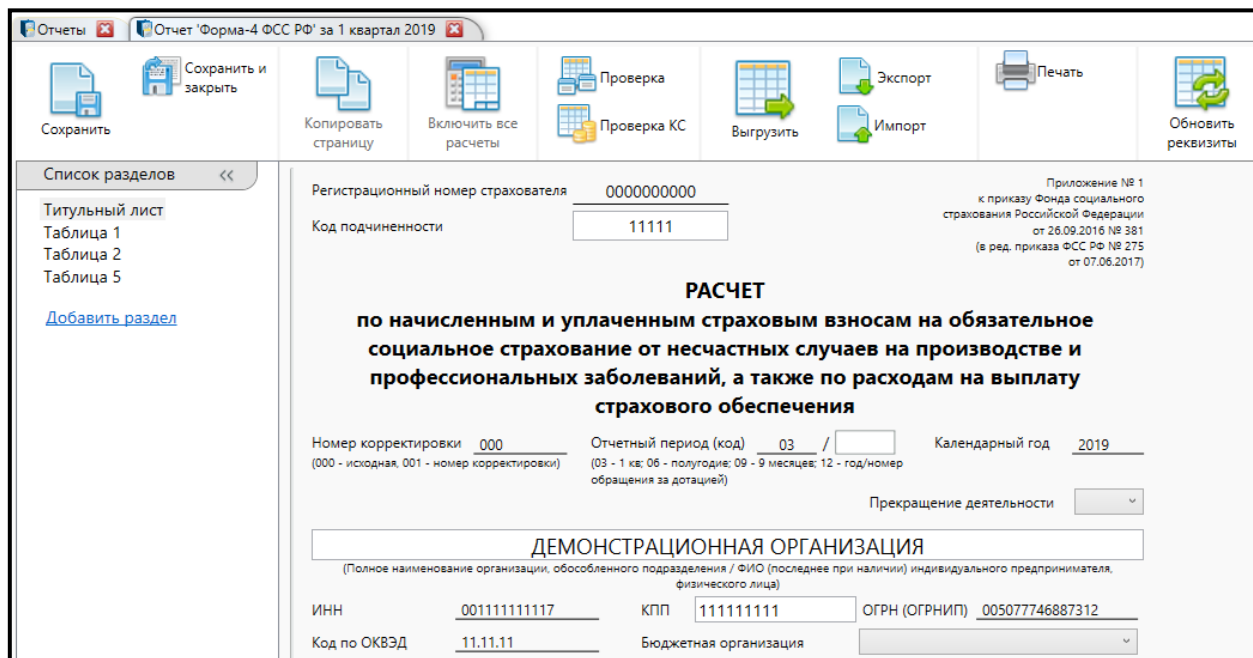 Отчеты
Отчет 'Форма-4 ФСС РФ' за 1 квартал 2019
Сохранить
Сохранить и
закрыть
Копировать
страницу
Включить все
расчеты
Проверка
Проверка КС
Выгрузить
Экспорт
Импорт
Печать
Обновить
реквизиты
Список разделов <<
Титульный лист
Таблица 1
Таблица 2
Таблица 5
Добавить раздел
Регистрационный номер страхователя 0000000000
Код подчиненности 11111
Приложение № 1
к приказу Фонда социального
страхования Российской Федерации
от 26.09.2016 № 381
(в ред. приказа ФСС РФ № 275
от 07.06.2017)
РАСЧЕТ
по начисленным и уплаченным страховым взносам на обязательное
социальное страхование от несчастных случаев на производстве и
профессиональных заболеваний, а также по расходам на выплату
страхового обеспечения
Номер корректировки 000 Отчетный период (код) 03 / Календарный год 2019
(000 - исходная, 001 - номер корректировки) (03 - 1 кв; 06 - полугодие; 09 - 9 месяцев; 12 - год/номер
обращения за дотацией)
Прекращение деятельности
ДЕМОНСТРАЦИОННАЯ ОРГАНИЗАЦИЯ
(Полное наименование организации, обособленного подразделения / ФИО (последнее при наличии) индивидуального предпринимателя,
физического лица)
ИНН 001111111117 КПП 111111111 ОГРН (ОГРНИП) 005077746887312
Код по ОКВЭД 11.11.11 Бюджетная организация